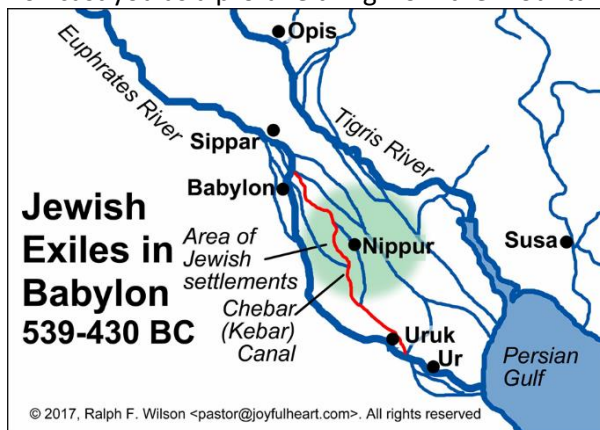 Opis
Euphrates River
Tigris River
Sippar
Babylon
Jewish
Exiles in
Babylon
539-430 BC
Area of
Jewish
settlements
Nippur
Susa
Chebar
(Kebar)
Canal
Uruk
Ur
Persian
Gulf
© 2017, Ralph F. Wilson <pastor@joyfulheart.com>. All rights reserved